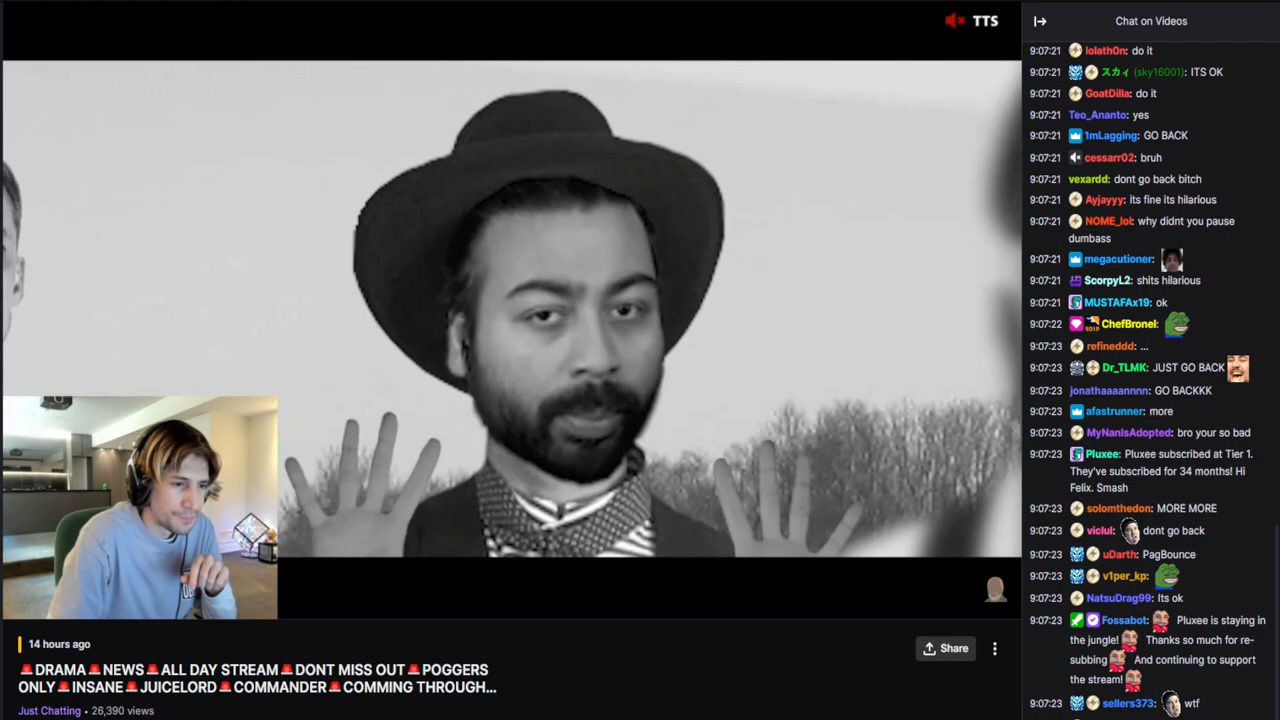 TTS
14 hours ago
Share
🚨DRAMA🚨NEWS🚨ALL DAY STREAM🚨DONT MISS OUT🚨POGGERS
ONLY🚨INSANE🚨JUICELORD🚨COMMANDER🚨COMMING THROUGH...
Just Chatting • 26,390 views
Chat on Videos
9:07:21 lolath0n: do it
9:07:21 スカイ (sky16001): ITS OK
9:07:21 GoatDilla: do it
9:07:21 Teo_Ananto: yes
9:07:21 1mLagging: GO BACK
9:07:21 cessarr02: bruh
9:07:21 vexardd: dont go back bitch
9:07:21 Ayjayyy: its fine its hilarious
9:07:21 NOME_lol: why didnt you pause
dumbass
9:07:21 megacutioner:
9:07:21 ScorpyL2: shits hilarious
9:07:21 MUSTAFAx19: ok
9:07:22 ChefBronel:
9:07:23 refineddd: ...
9:07:23 Dr_TLMK: JUST GO BACK
9:07:23 jonathaaaannnn: GO BACKKK
9:07:23 afastrunner: more
9:07:23 MyNanIsAdopted: bro your so bad
9:07:23 Pluxee: Pluxee subscribed at Tier 1.
They've subscribed for 34 months! Hi
Felix. Smash
9:07:23 solomthedon: MORE MORE
9:07:23 viclul: dont go back
9:07:23 uDarth: PagBounce
9:07:23 v1per_kp:
9:07:23 NatsuDrag99: Its ok
9:07:23 Fossabot: Pluxee is staying in
the jungle! Thanks so much for re-
subbing And continuing to support
the stream!
9:07:23 sellers373: wtf